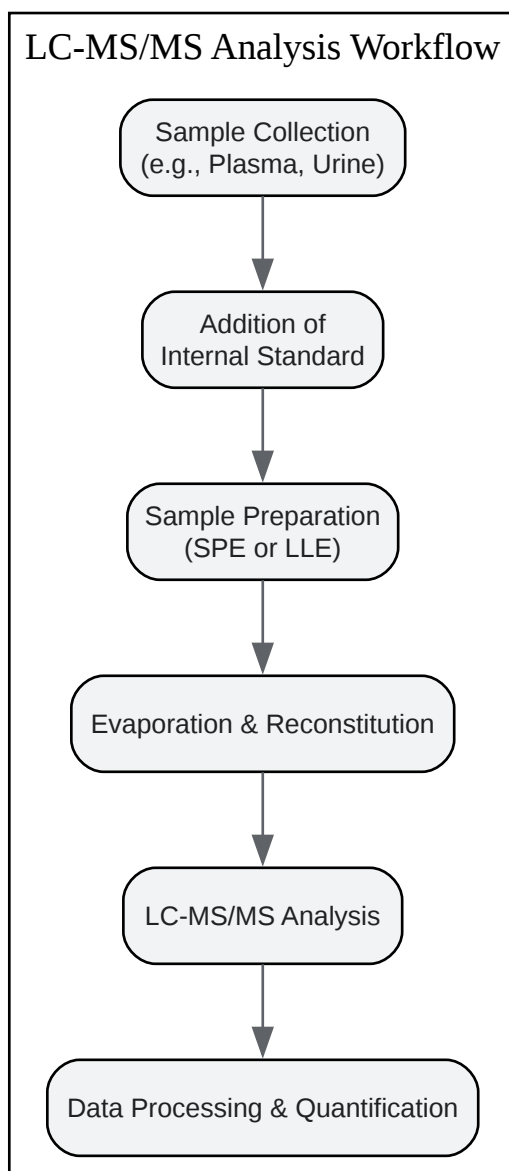 LC-MS/MS Analysis Workflow
Sample Collection
(e.g., Plasma, Urine)
Addition of
Internal Standard
Sample Preparation
(SPE or LLE)
Evaporation & Reconstitution
LC-MS/MS Analysis
Data Processing & Quantification